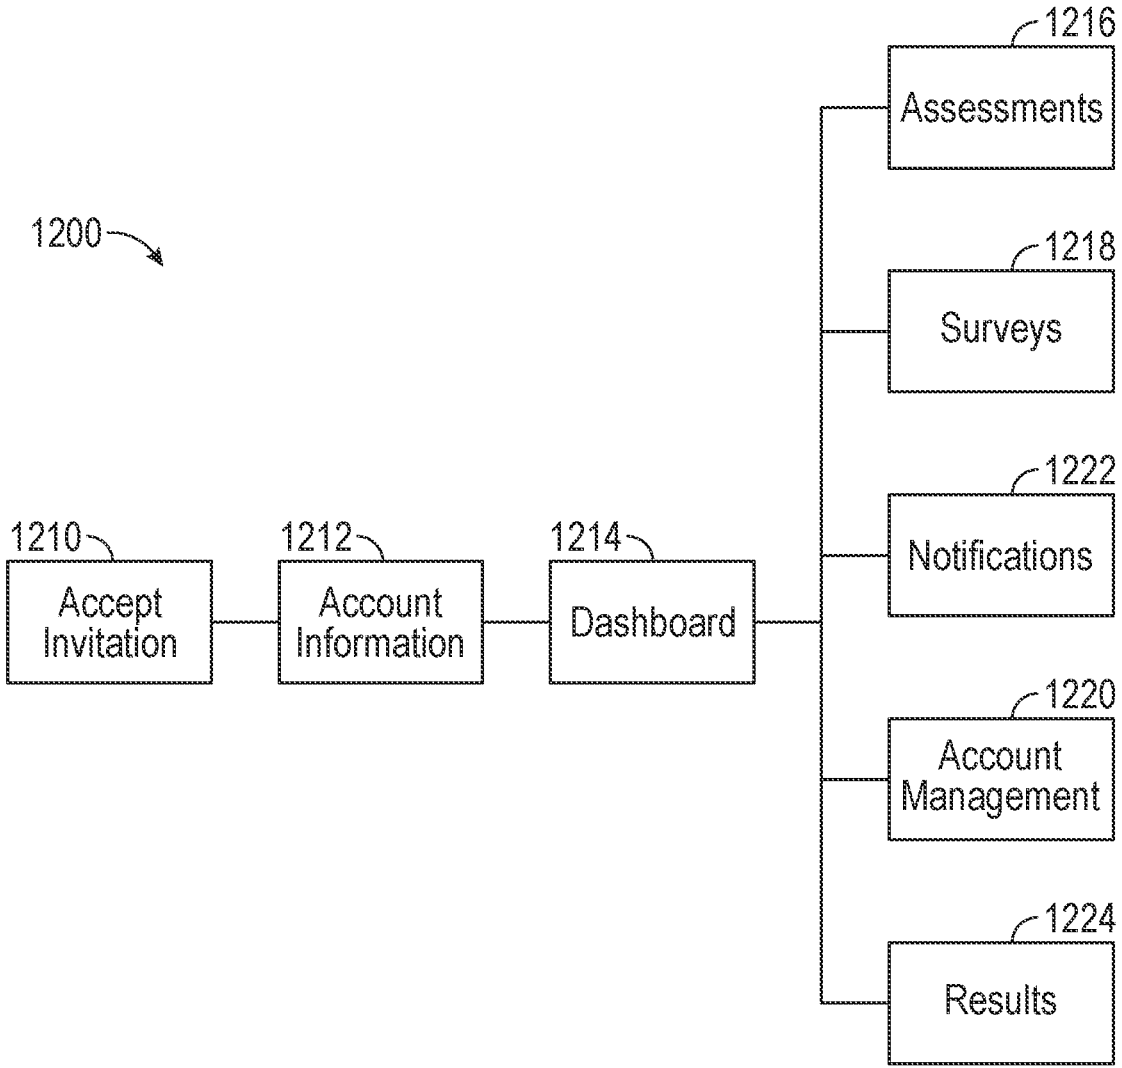 1216
Assessments
1200
1218
Surveys
1222
Notifications
1210
Accept
Invitation
1212
Account
Information
1214
Dashboard
1220
Account
Management
1224
Results